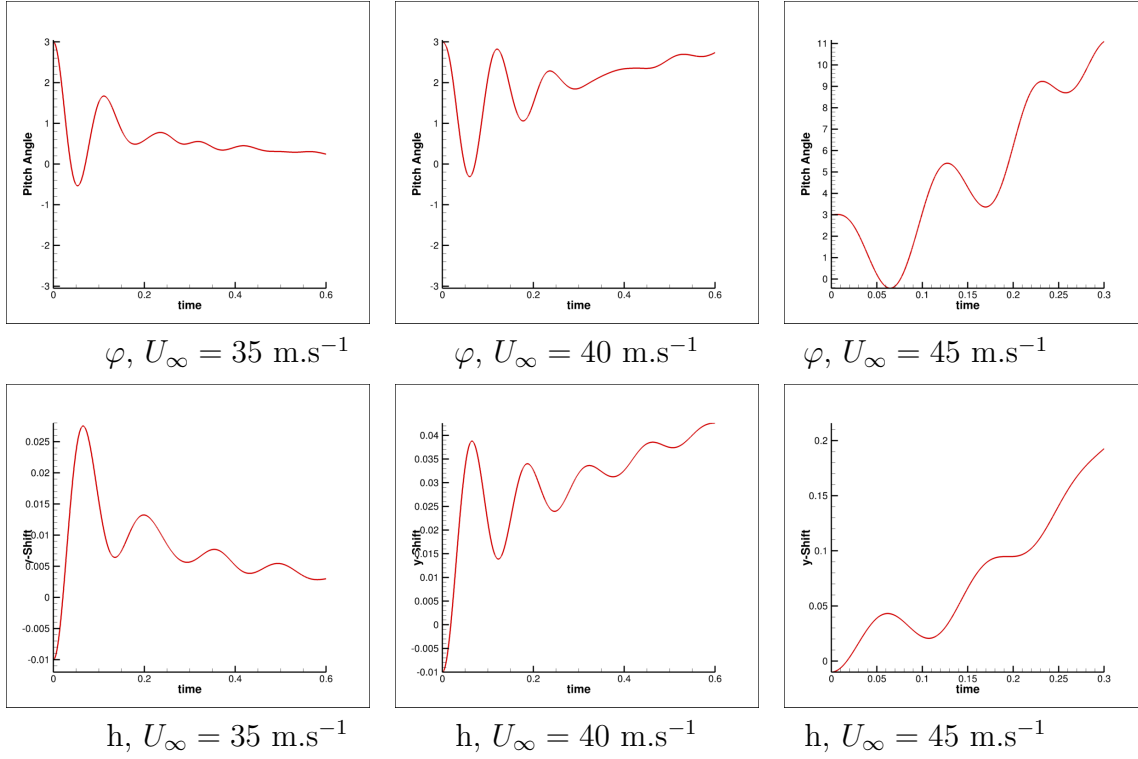 Pitch Angle
3
2
1
0
-1
-2
-3
0 0.2 0.4 0.6
time
φ, U∞ = 35 m.s⁻¹
Pitch Angle
3
2
1
0
-1
-2
-3
0 0.2 0.4 0.6
time
φ, U∞ = 40 m.s⁻¹
Pitch Angle
11
10
9
8
7
6
5
4
3
2
1
0
0 0.05 0.1 0.15 0.2 0.25 0.3
time
φ, U∞ = 45 m.s⁻¹
y-Shift
0.025
0.02
0.015
0.01
0.005
0
-0.005
-0.01
0 0.2 0.4 0.6
time
h, U∞ = 35 m.s⁻¹
y-Shift
0.04
0.035
0.03
0.025
0.02
0.015
0.01
0.005
0
-0.005
-0.01
0 0.2 0.4 0.6
time
h, U∞ = 40 m.s⁻¹
y-Shift
0.2
0.15
0.1
0.05
0
0 0.05 0.1 0.15 0.2 0.25 0.3
time
h, U∞ = 45 m.s⁻¹